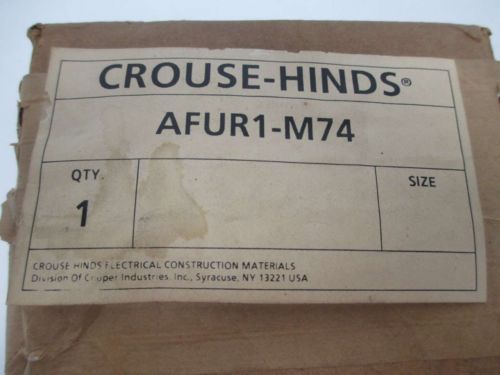 CROUSE-HINDS®
AFUR1-M74
QTY.
1
SIZE
CROUSE HINDS ELECTRICAL CONSTRUCTION MATERIALS
Division Of Cooper Industries, Inc., Syracuse, NY 13221 USA